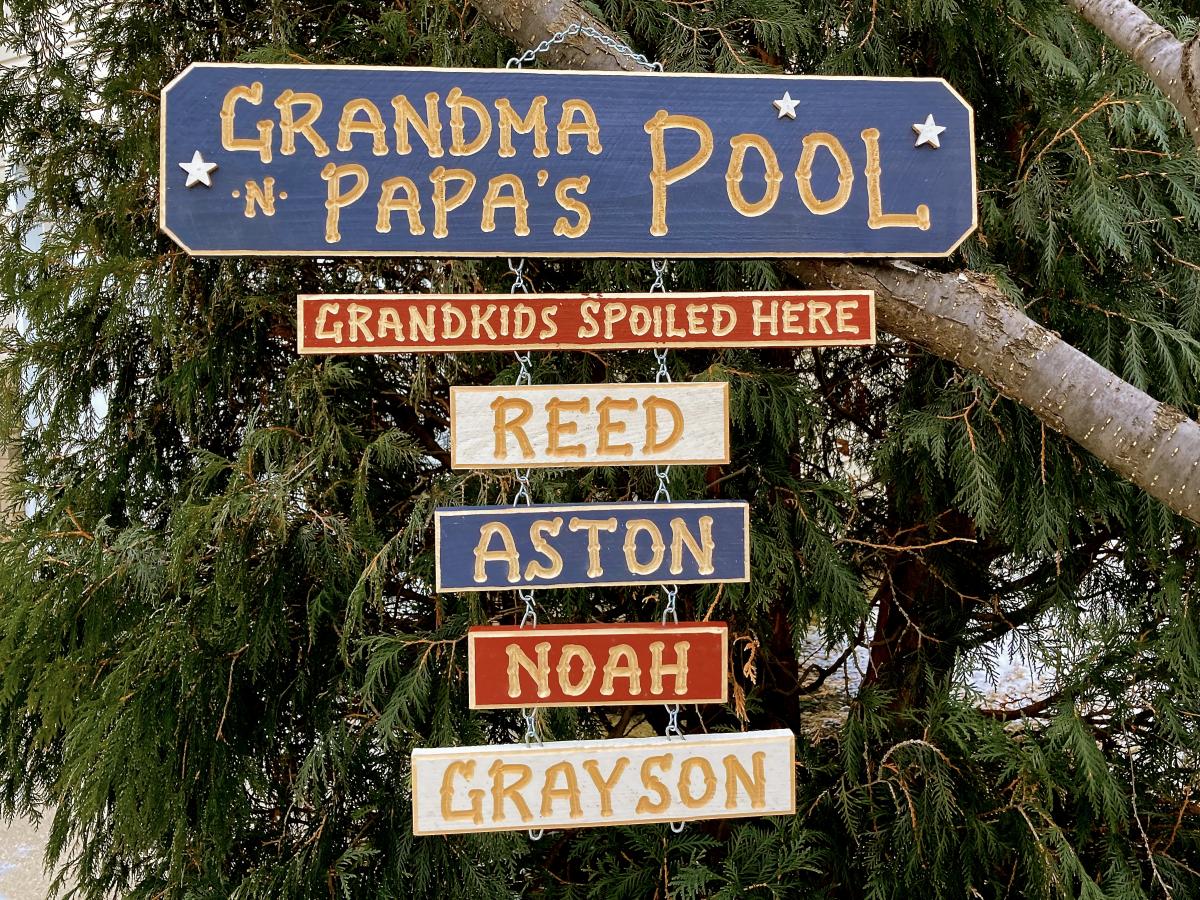 GRANDMA
·N· PAPA'S POOL
GRANDKIDS SPOILED HERE
REED
ASTON
NOAH
GRAYSON